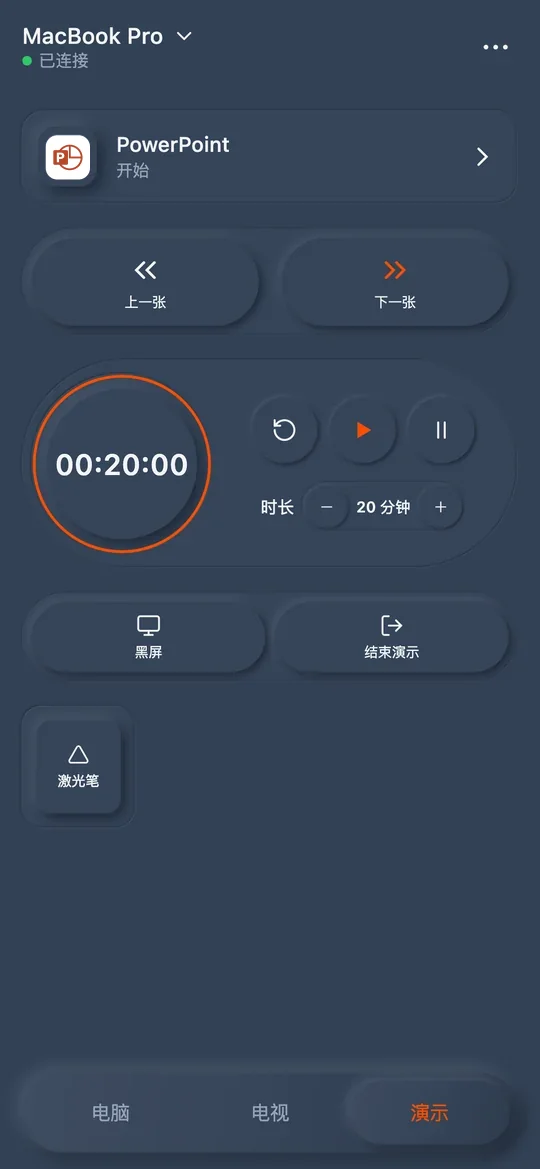 MacBook Pro
已连接
PowerPoint
开始
上一张
下一张
00:20:00
时长
20 分钟
黑屏
结束演示
激光笔
电脑
电视
演示